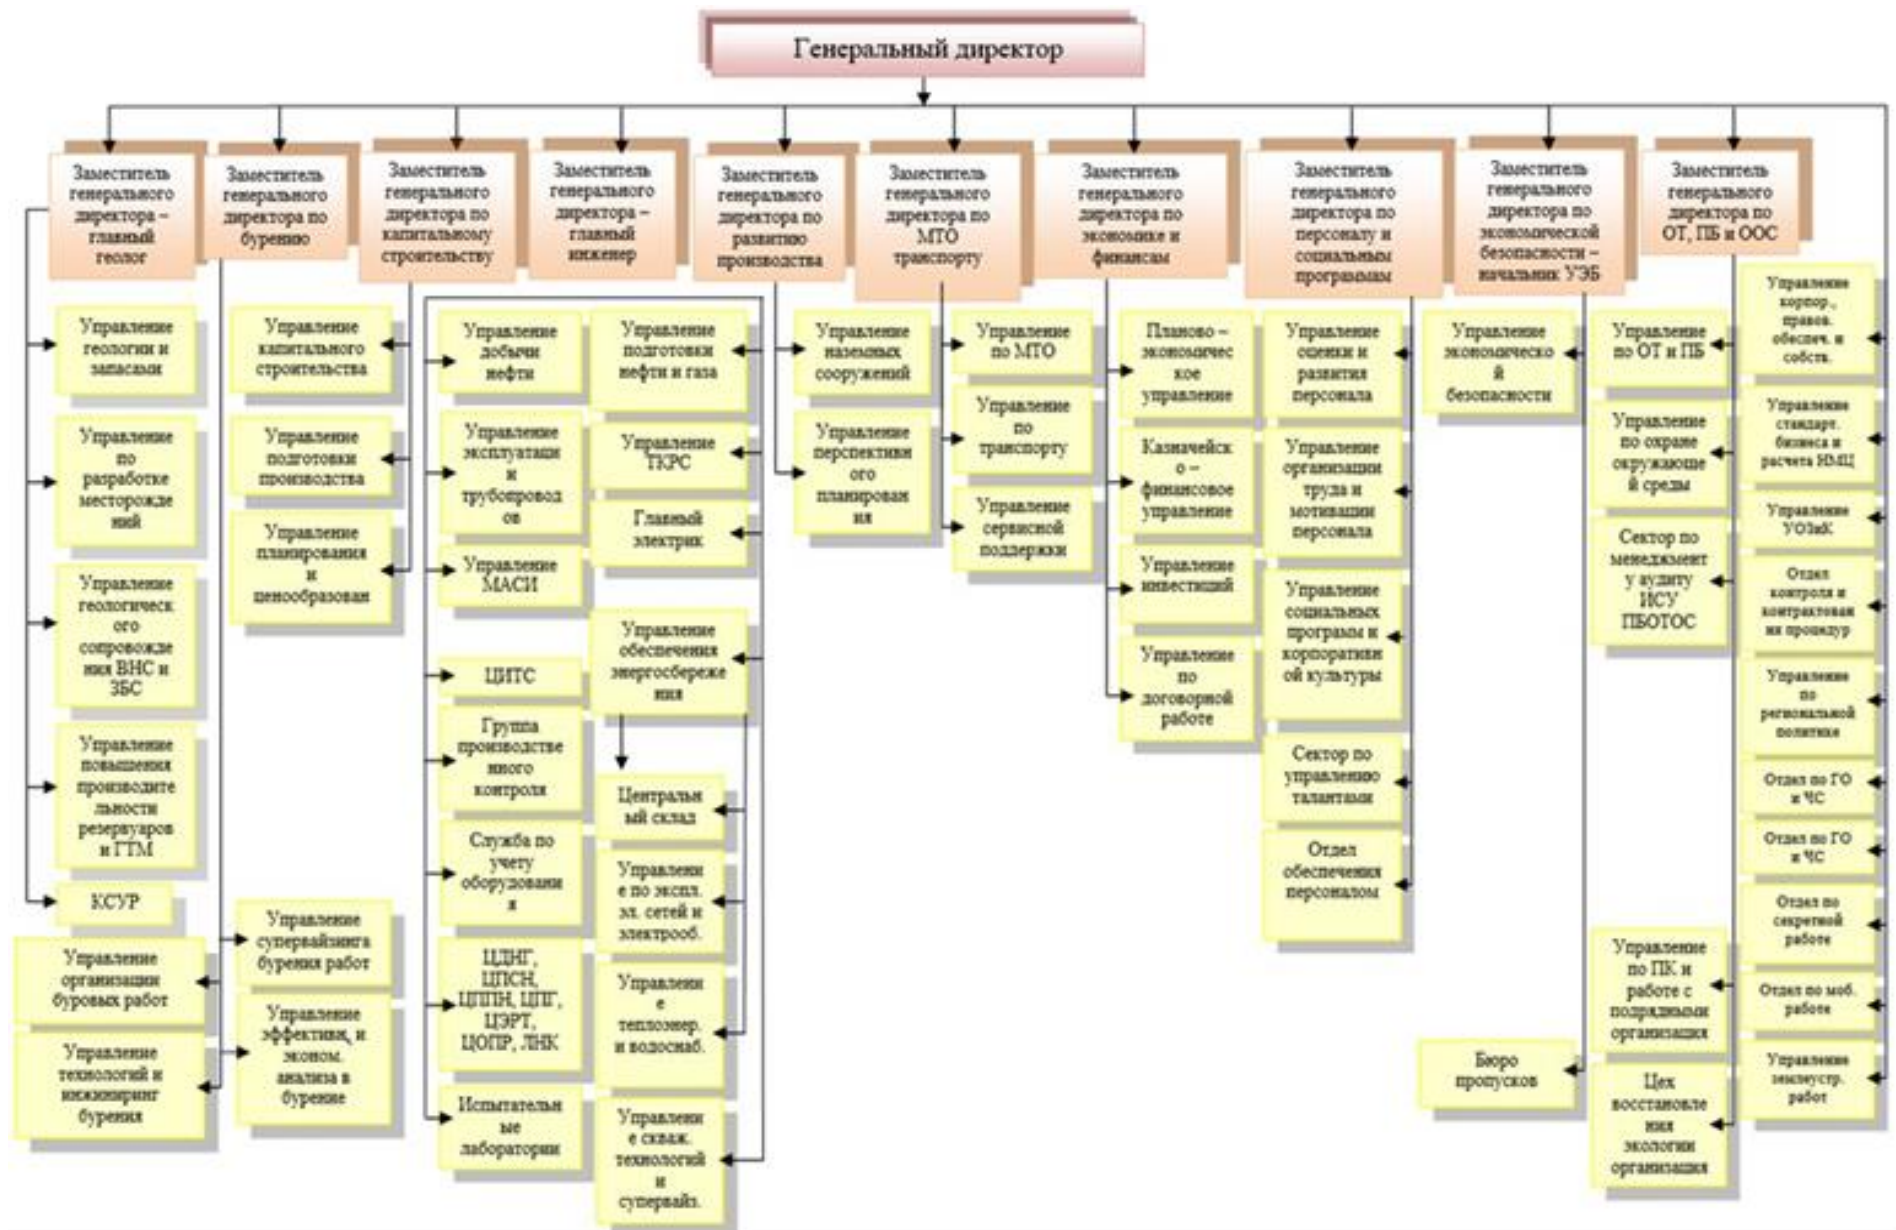 Генеральный директор
Заместитель
генерального
директора –
главный
геолог
Заместитель
генерального
директора по
бурению
Заместитель
генерального
директора по
капитальному
строительству
Заместитель
генерального
директора –
главный
инженер
Заместитель
генерального
директора по
развитию
производства
Заместитель
генерального
директора по
МТО
транспорту
Заместитель
генерального
директора по
экономике и
финансам
Заместитель
генерального
директора по
персоналу и
социальным
программам
Заместитель
генерального
директора по
экономической
безопасности –
начальник УЭБ
Заместитель
генерального
директора по
ОТ, ПБ и ООС
Управление
геологии и
запасами
Управление
по
разработке
месторожде
ний
Управление
геологическ
ого
сопровожде
ния ВНС и
ЗБС
Управление
повышения
производите
льности
резервуаров
и ГТМ
КСУР
Управление
организации
буровых работ
Управление
технологий и
инжиниринг
бурения
Управление
супервайзинга
бурения работ
Управление
эффективн, и
эконом.
анализа в
бурение
Управление
капитального
строительства
Управление
подготовки
производства
Управление
планирования
и
ценообразован
Управление
добычи
нефти
Управление
эксплуатаци
и
трубопровод
ов
Управление
МАСИ
ЦИТС
Группа
производстве
нного
контроля
Служба по
учету
оборудовани
я
ЦДНГ,
ЦПСН,
ЦППН, ЦПГ,
ЦЭРТ,
ЦОПР, ЛНК
Испытательн
ые
лаборатории
Управление
подготовки
нефти и газа
Управление
ТКРС
Главный
электрик
Управление
обеспечения
энергосбереже
ния
Центральн
ый склад
Управлени
е по экспл.
эл. сетей и
электрооб.
Управлени
е
теплоэнер.
и водоснаб.
Управлени
е скваж.
технологий
и
супервайз.
Управление
наземных
сооружений
Управление
перспективн
ого
планирован
ия
Управление
по МТО
Управление
по
транспорту
Управление
сервисной
поддержки
Планово –
экономичес
кое
управление
Казначейск
о –
финансовое
управление
Управление
инвестиций
Управление
по
договорной
работе
Управление
оценки и
развития
персонала
Управление
организации
труда и
мотивации
персонала
Управление
социальных
программ и
корпоративн
ой культуры
Сектор по
управлению
талантами
Отдел
обеспечения
персоналом
Управление
экономическо
й
безопасности
Бюро
пропусков
Управление
по ОТ и ПБ
Управление
по охране
окружающе
й среды
Сектор по
менеджмент
у аудиту
ИСУ
ПБОТОС
Управление
по ПК и
работе с
подрядными
организация
Цех
восстановле
ния
экологии
организация
Управление
корпор.,
правов.
обеспеч. и
собств.
Управление
стандарт.
бизнеса и
расчета НМЦ
Управление
УОЗиК
Отдел
контроля и
контрактован
ия процедур
Управление
по
региональной
политике
Отдел по ГО
и ЧС
Отдел по ГО
и ЧС
Отдел по
секретной
работе
Отдел по моб.
работе
Управление
землеустр.
работ